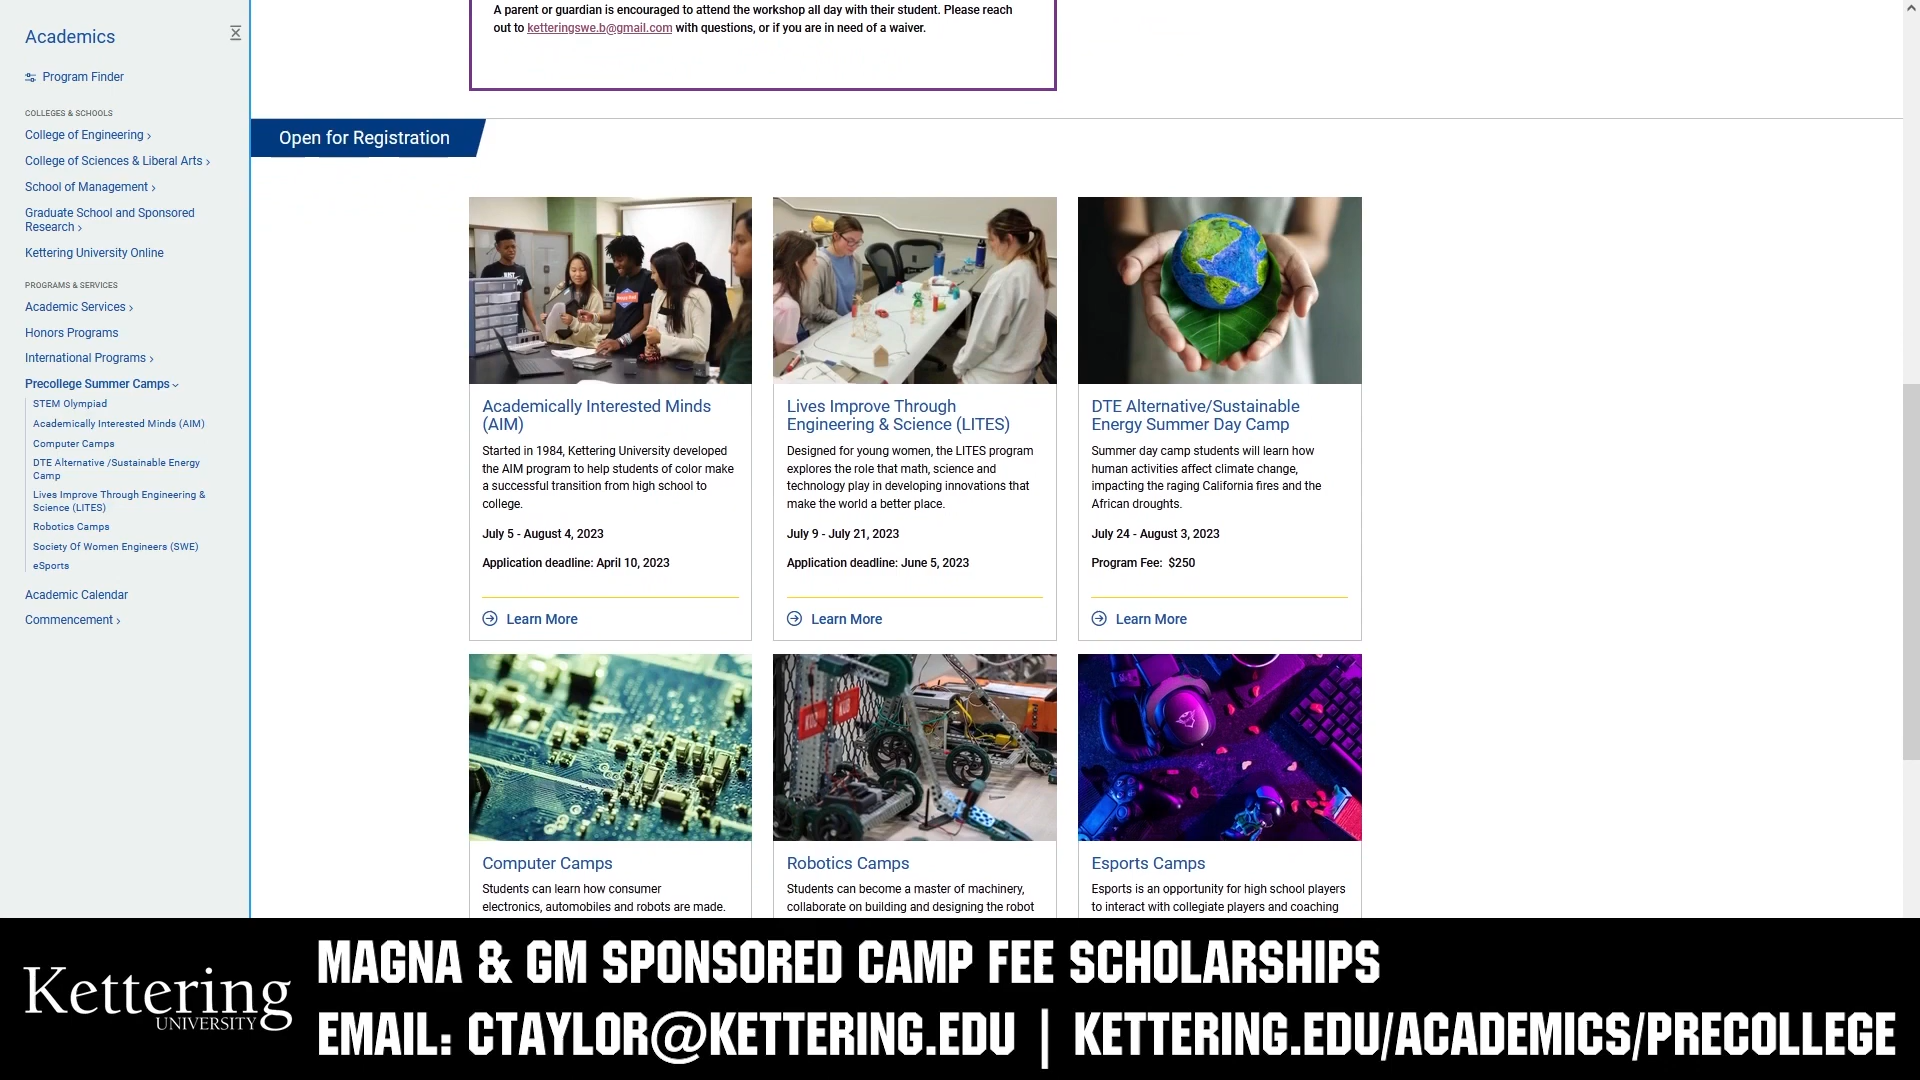 Academics
Program Finder
COLLEGES & SCHOOLS
College of Engineering
College of Sciences & Liberal Arts
School of Management
Graduate School and Sponsored
Research
Kettering University Online
PROGRAMS & SERVICES
Academic Services
Honors Programs
International Programs
Precollege Summer Camps
STEM Olympiad
Academically Interested Minds (AIM)
Computer Camps
DTE Alternative /Sustainable Energy
Camp
Lives Improve Through Engineering &
Science (LITES)
Robotics Camps
Society Of Women Engineers (SWE)
eSports
Academic Calendar
Commencement
A parent or guardian is encouraged to attend the workshop all day with their student. Please reach
out to ketteringswe.b@gmail.com with questions, or if you are in need of a waiver.
Open for Registration
Academically Interested Minds
(AIM)
Started in 1984, Kettering University developed
the AIM program to help students of color make
a successful transition from high school to
college.
July 5 - August 4, 2023
Application deadline: April 10, 2023
Learn More
Lives Improve Through
Engineering & Science (LITES)
Designed for young women, the LITES program
explores the role that math, science and
technology play in developing innovations that
make the world a better place.
July 9 - July 21, 2023
Application deadline: June 5, 2023
Learn More
DTE Alternative/Sustainable
Energy Summer Day Camp
Summer day camp students will learn how
human activities affect climate change,
impacting the raging California fires and the
African droughts.
July 24 - August 3, 2023
Program Fee: $250
Learn More
Computer Camps
Students can learn how consumer
electronics, automobiles and robots are made.
Robotics Camps
Students can become a master of machinery,
collaborate on building and designing the robot
Esports Camps
Esports is an opportunity for high school players
to interact with collegiate players and coaching
Kettering
UNIVERSITY
MAGNA & GM SPONSORED CAMP FEE SCHOLARSHIPS
EMAIL: CTAYLOR@KETTERING.EDU | KETTERING.EDU/ACADEMICS/PRECOLLEGE